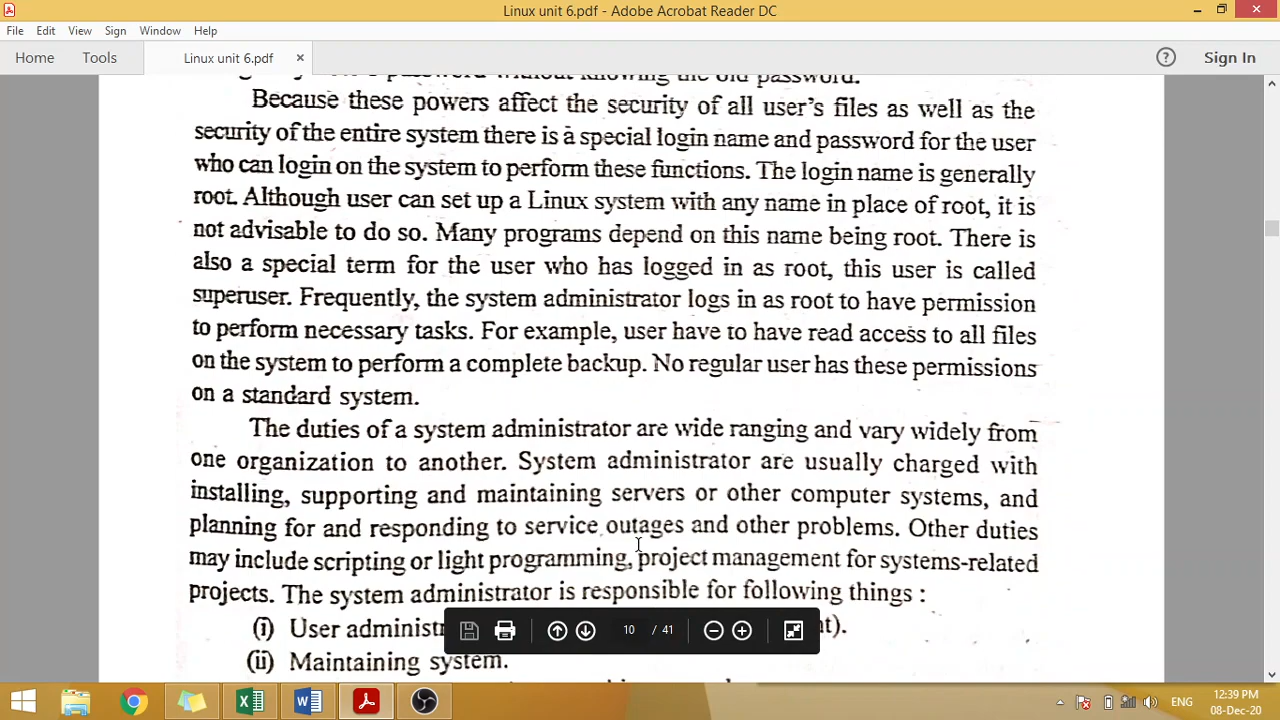 Linux unit 6.pdf - Adobe Acrobat Reader DC
File Edit View Sign Window Help
Home Tools Linux unit 6.pdf × Sign In
password without knowing the old password.
Because these powers affect the security of all user's files as well as the
security of the entire system there is a special login name and password for the user
who can login on the system to perform these functions. The login name is generally
root. Although user can set up a Linux system with any name in place of root, it is
not advisable to do so. Many programs depend on this name being root. There is
also a special term for the user who has logged in as root, this user is called
superuser. Frequently, the system administrator logs in as root to have permission
to perform necessary tasks. For example, user have to have read access to all files
on the system to perform a complete backup. No regular user has these permissions
on a standard system.
The duties of a system administrator are wide ranging and vary widely from
one organization to another. System administrator are usually charged with
installing, supporting and maintaining servers or other computer systems, and
planning for and responding to service outages and other problems. Other duties
may include scripting or light programming, project management for systems-related
projects. The system administrator is responsible for following things :
(i) User administr
10 / 41
(ii) Maintaining system.
ENG
12:39 PM
08-Dec-20